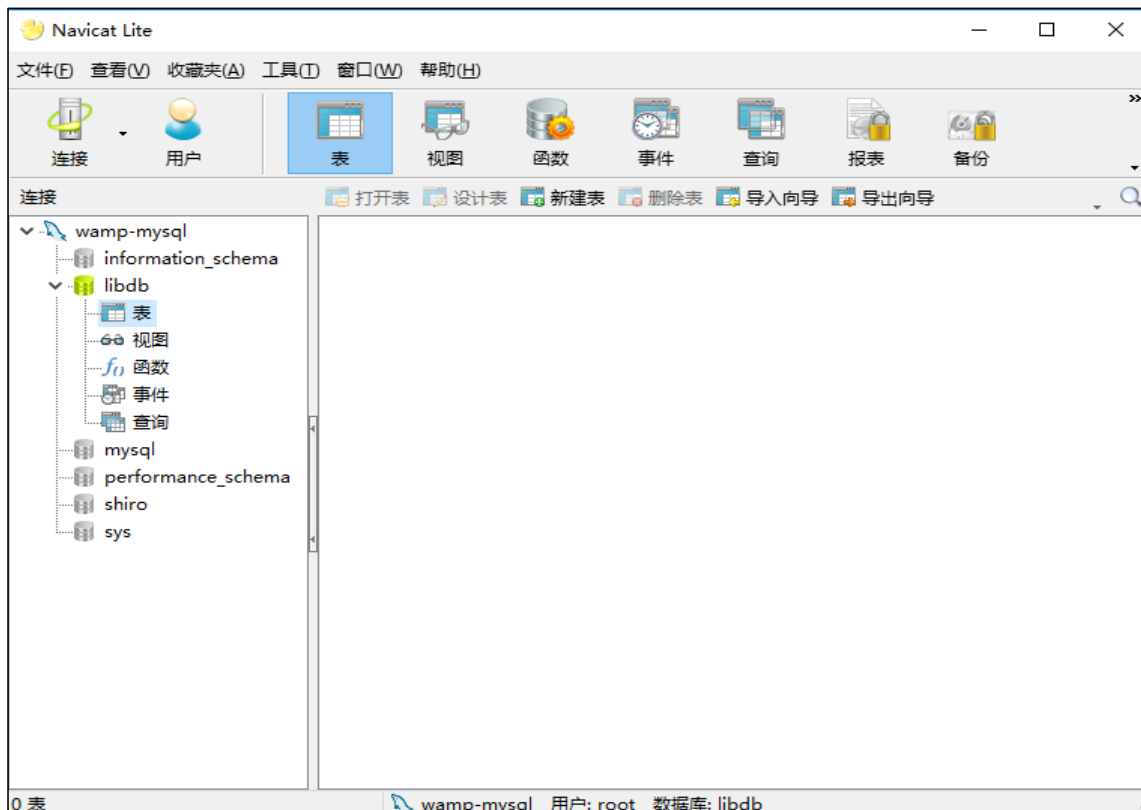 Navicat Lite
文件(F) 查看(V) 收藏夹(A) 工具(T) 窗口(W) 帮助(H)
连接 用户 表 视图 函数 事件 查询 报表 备份
连接 打开表 设计表 新建表 删除表 导入向导 导出向导
wamp-mysql
information_schema
libdb
表
视图
f() 函数
事件
查询
mysql
performance_schema
shiro
sys
0 表 wamp-mysql 用户: root 数据库: libdb